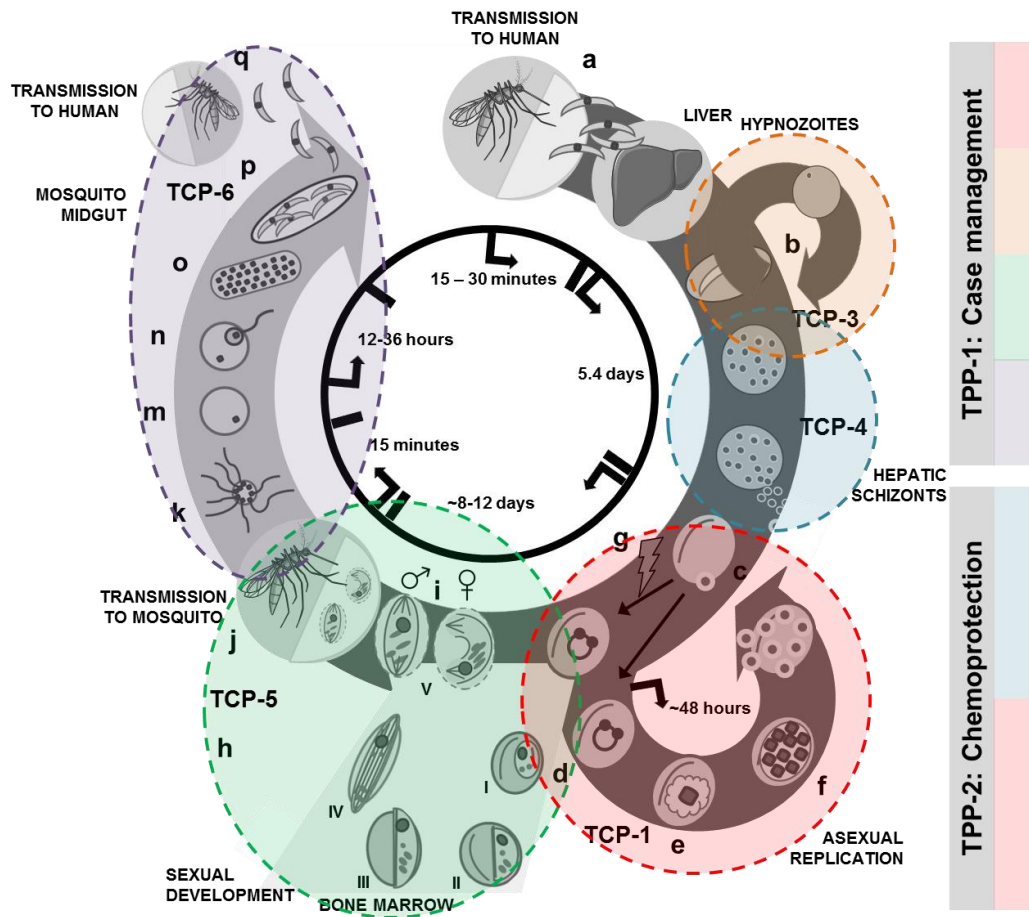 TRANSMISSION
TO HUMAN
a
q
TRANSMISSION
TO HUMAN
LIVER
HYPNOZOITES
p
TCP-6
MOSQUITO
MIDGUT
b
o
15 – 30 minutes
TCP-3
n
12-36 hours
5.4 days
m
TCP-4
15 minutes
HEPATIC
SCHIZONTS
k
~8-12 days
g
c
♂
i
♀
TRANSMISSION
TO MOSQUITO
j
V
TCP-5
~48 hours
h
d
I
f
IV
TCP-1
e
ASEXUAL
REPLICATION
III
II
SEXUAL
DEVELOPMENT
BONE MARROW
TPP-1: Case management
TPP-2: Chemoprotection